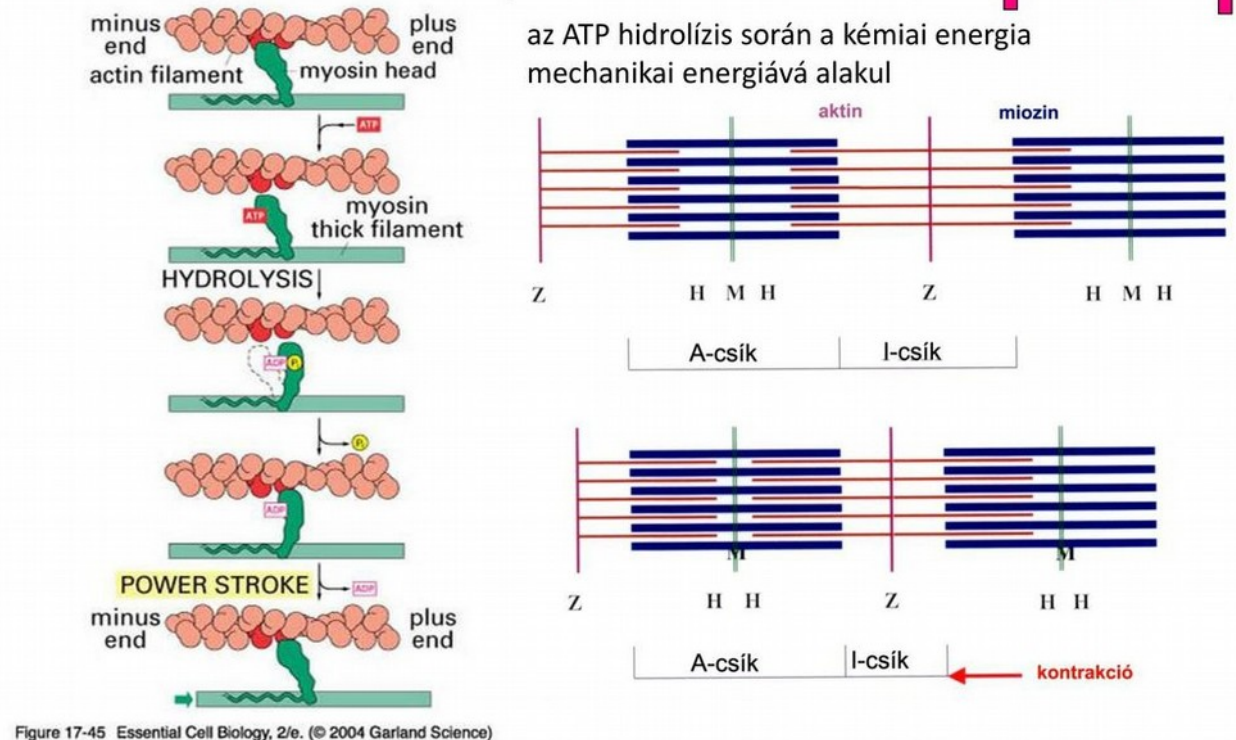 minus
end
plus
end
actin filament
myosin head
ATP
ATP
myosin
thick filament
HYDROLYSIS
ADP
Pi
Pi
ADP
POWER STROKE
ADP
minus
end
plus
end
Figure 17-45 Essential Cell Biology, 2/e. (© 2004 Garland Science)
az ATP hidrolízis során a kémiai energia
mechanikai energiává alakul
aktin
miozin
Z H M H Z H M H
A-csík I-csík
M M
Z H H Z H H
A-csík I-csík
kontrakció